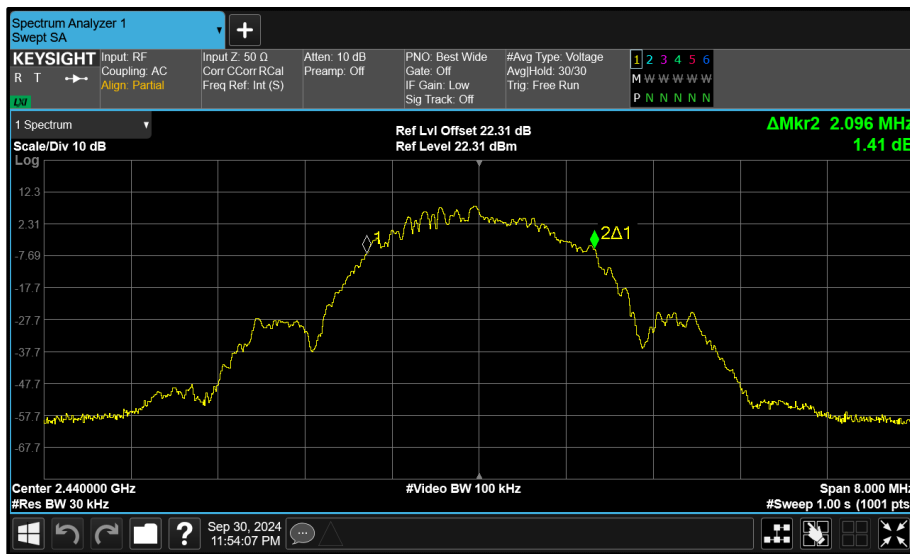 Spectrum Analyzer 1
Swept SA
KEYSIGHT
R T
LXI
Input: RF
Coupling: AC
Align: Partial
Input Z: 50 Ω
Corr CCorr RCal
Freq Ref: Int (S)
Atten: 10 dB
Preamp: Off
PNO: Best Wide
Gate: Off
IF Gain: Low
Sig Track: Off
#Avg Type: Voltage
Avg|Hold: 30/30
Trig: Free Run
1 2 3 4 5 6
M W W W W W
P N N N N N
1 Spectrum
Scale/Div 10 dB
Log
Ref Lvl Offset 22.31 dB
Ref Level 22.31 dBm
ΔMkr2 2.096 MHz
1.41 dB
12.3
2.31
-7.69
-17.7
-27.7
-37.7
-47.7
-57.7
-67.7
1
2Δ1
Center 2.440000 GHz
#Res BW 30 kHz
#Video BW 100 kHz
Span 8.000 MHz
#Sweep 1.00 s (1001 pts
Sep 30, 2024
11:54:07 PM